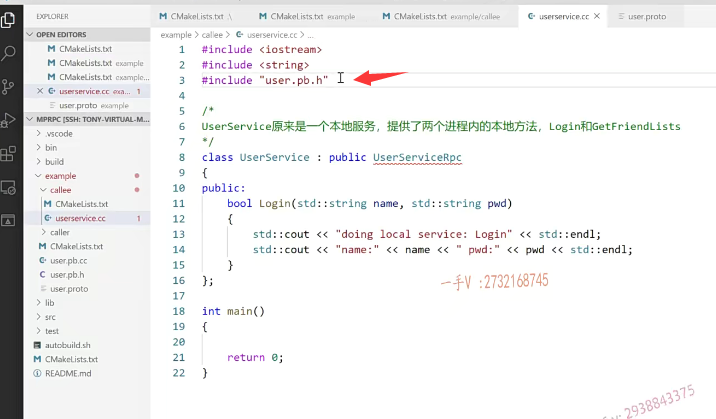 EXPLORER
CMakeLists.txt .\
CMakeLists.txt example
CMakeLists.txt example/callee
userservice.cc
user.proto
OPEN EDITORS
CMakeLists.txt
CMakeLists.txt example
CMakeLists.txt example...
userservice.cc exa... 1
user.proto example
MPRPC [SSH: TONY-VIRTUAL-M...
.vscode
bin
build
example
callee
CMakeLists.txt
userservice.cc 1
caller
CMakeLists.txt
user.pb.cc
user.pb.h
user.proto
lib
src
test
autobuild.sh
CMakeLists.txt
README.md
example > callee > userservice.cc > ...
1 #include <iostream>
2 #include <string>
3 #include "user.pb.h"
4
5 /*
6 UserService原来是一个本地服务，提供了两个进程内的本地方法，Login和GetFriendLists
7 */
8 class UserService : public UserServiceRpc
9 {
10 public:
11 bool Login(std::string name, std::string pwd)
12 {
13 std::cout << "doing local service: Login" << std::endl;
14 std::cout << "name:" << name << " pwd:" << pwd << std::endl;
15 }
16 };
17
18 int main()
19 {
20
21 return 0;
22 }
一手V :2732168745
: 2938843375